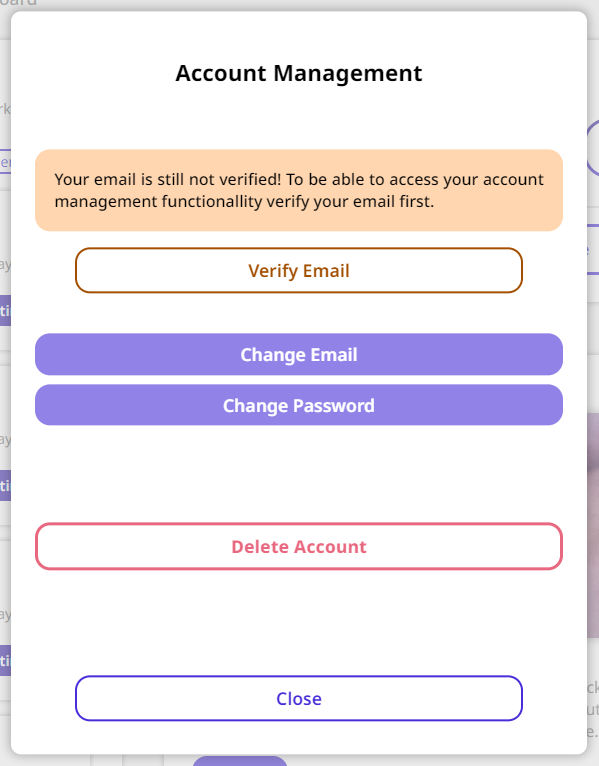 Account Management
Your email is still not verified! To be able to access your account
management functionallity verify your email first.
Verify Email
Change Email
Change Password
Delete Account
Close